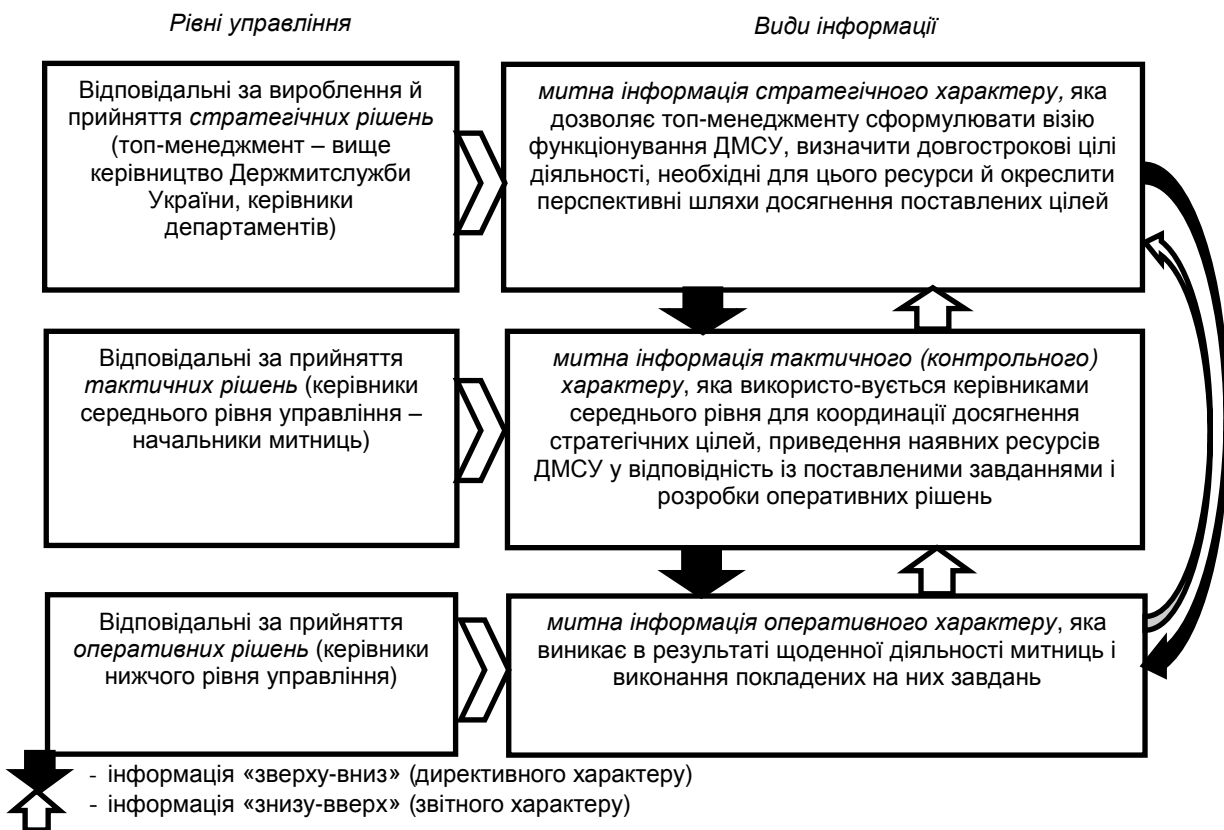 Рівні управління
Види інформації
Відповідальні за вироблення й
прийняття стратегічних рішень
(топ-менеджмент – вище
керівництво Держмитслужби
України, керівники
департаментів)
митна інформація стратегічного характеру, яка
дозволяє топ-менеджменту сформулювати візію
функціонування ДМСУ, визначити довгострокові цілі
діяльності, необхідні для цього ресурси й окреслити
перспективні шляхи досягнення поставлених цілей
Відповідальні за прийняття
тактичних рішень (керівники
середнього рівня управління –
начальники митниць)
митна інформація тактичного (контрольного)
характеру, яка використо-вується керівниками
середнього рівня для координації досягнення
стратегічних цілей, приведення наявних ресурсів
ДМСУ у відповідність із поставленими завданнями і
розробки оперативних рішень
Відповідальні за прийняття
оперативних рішень (керівники
нижчого рівня управління)
митна інформація оперативного характеру, яка
виникає в результаті щоденної діяльності митниць і
виконання покладених на них завдань
- інформація «зверху-вниз» (директивного характеру)
- інформація «знизу-вверх» (звітного характеру)